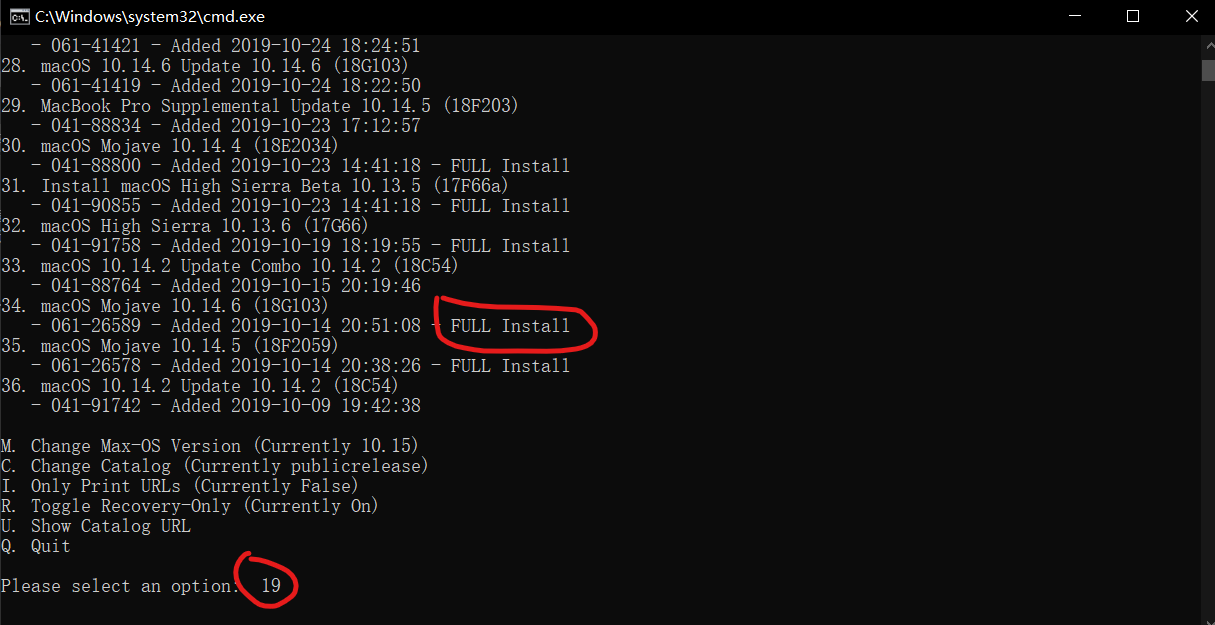 C:\Windows\system32\cmd.exe
- 061-41421 - Added 2019-10-24 18:24:51
28. macOS 10.14.6 Update 10.14.6 (18G103)
- 061-41419 - Added 2019-10-24 18:22:50
29. MacBook Pro Supplemental Update 10.14.5 (18F203)
- 041-88834 - Added 2019-10-23 17:12:57
30. macOS Mojave 10.14.4 (18E2034)
- 041-88800 - Added 2019-10-23 14:41:18 - FULL Install
31. Install macOS High Sierra Beta 10.13.5 (17F66a)
- 041-90855 - Added 2019-10-23 14:41:18 - FULL Install
32. macOS High Sierra 10.13.6 (17G66)
- 041-91758 - Added 2019-10-19 18:19:55 - FULL Install
33. macOS 10.14.2 Update Combo 10.14.2 (18C54)
- 041-88764 - Added 2019-10-15 20:19:46
34. macOS Mojave 10.14.6 (18G103)
- 061-26589 - Added 2019-10-14 20:51:08 - FULL Install
35. macOS Mojave 10.14.5 (18F2059)
- 061-26578 - Added 2019-10-14 20:38:26 - FULL Install
36. macOS 10.14.2 Update 10.14.2 (18C54)
- 041-91742 - Added 2019-10-09 19:42:38
M. Change Max-OS Version (Currently 10.15)
C. Change Catalog (Currently publicrelease)
I. Only Print URLs (Currently False)
R. Toggle Recovery-Only (Currently On)
U. Show Catalog URL
Q. Quit
Please select an option: 19